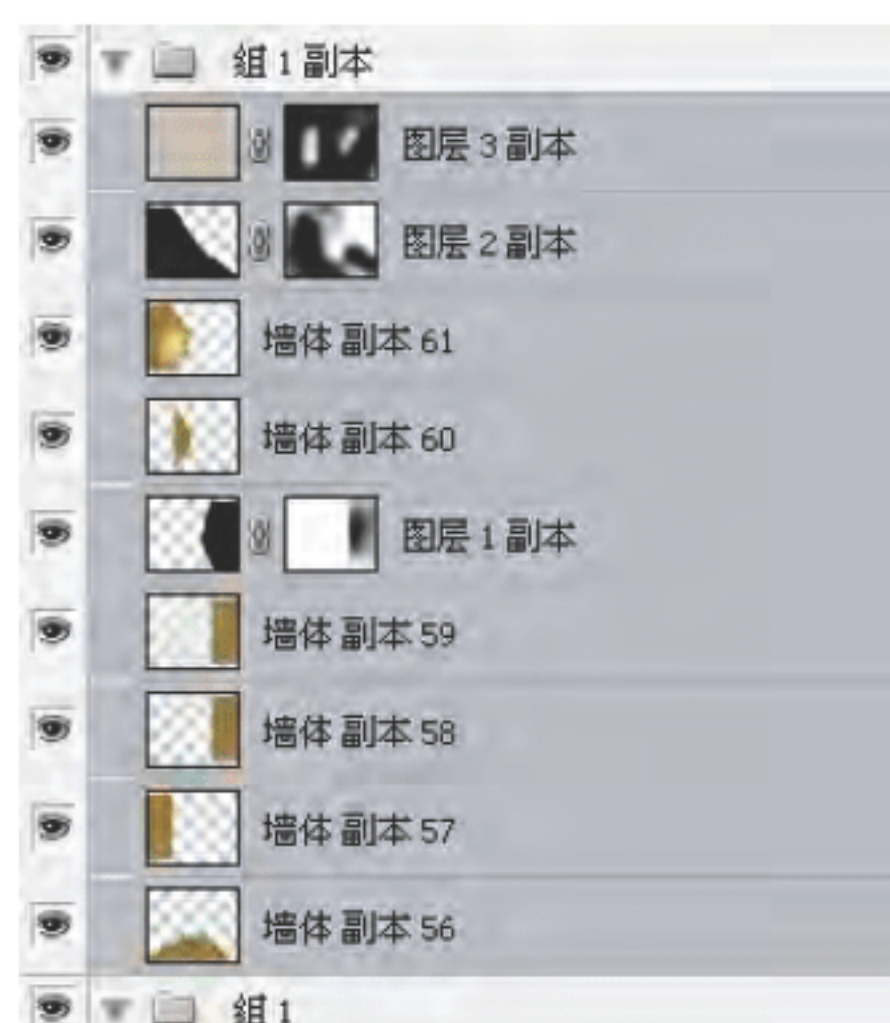 组 1 副本
图层 3 副本
图层 2 副本
墙体 副本 61
墙体 副本 60
图层 1 副本
墙体 副本 59
墙体 副本 58
墙体 副本 57
墙体 副本 56
组 1